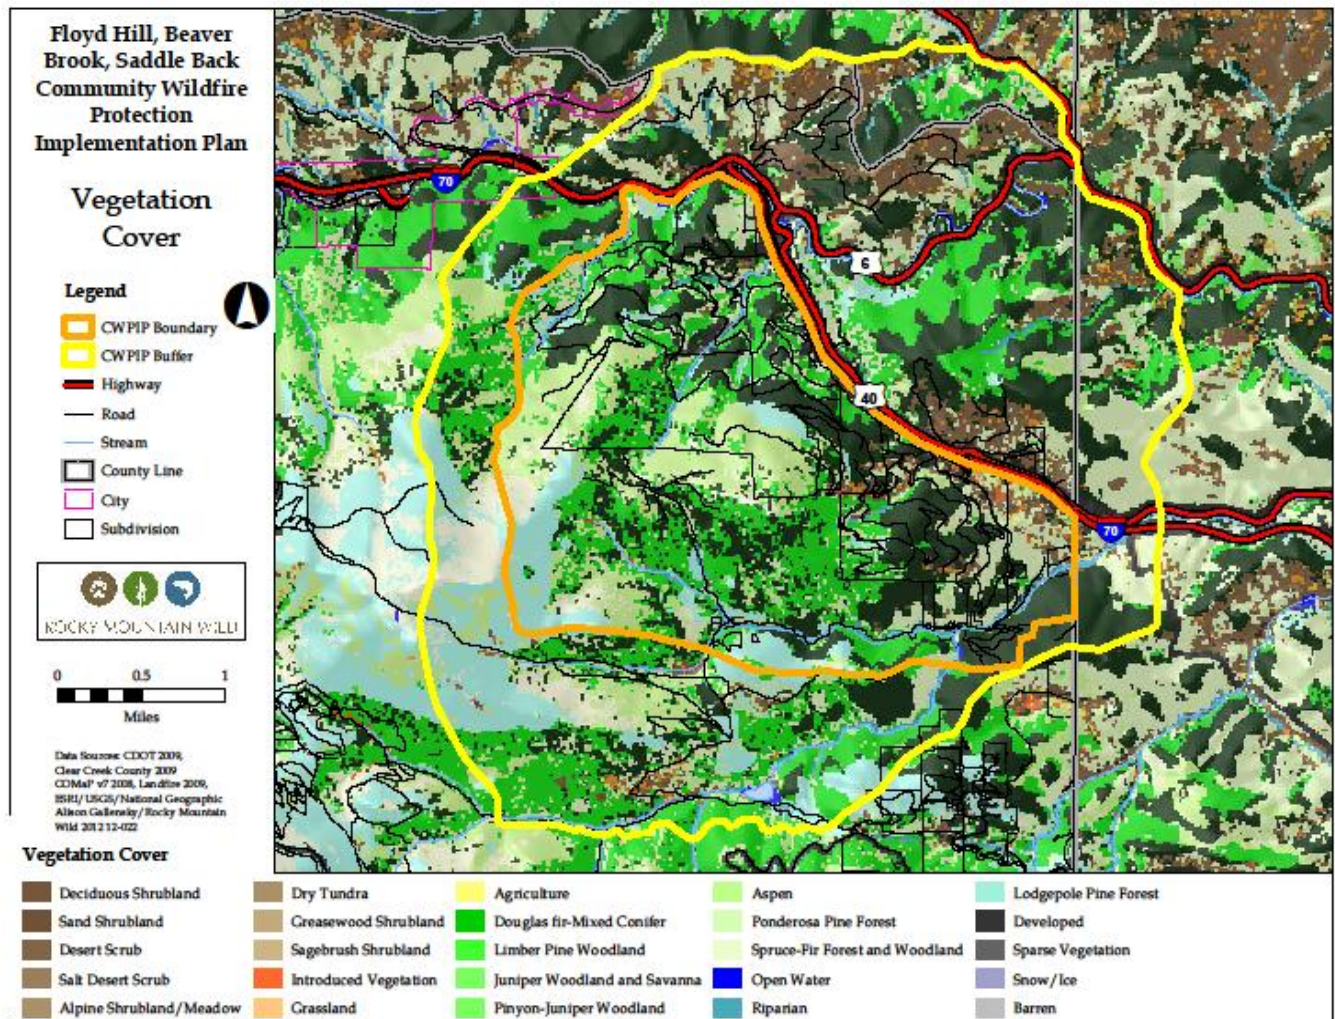 Floyd Hill, Beaver
Brook, Saddle Back
Community Wildfire
Protection
Implementation Plan
Vegetation
Cover
Legend
CWPIP Boundary
CWPIP Buffer
Highway
Road
Stream
County Line
City
Subdivision
ROCKY MOUNTAIN WILD
0 0.5 1
Miles
Data Sources: CDOT 2009,
Clear Creek County 2009
COMaP v7 2008, Landfire 2009,
ESRI/USGS/National Geographic
Alison Gallensky/Rocky Mountain
Wild 2012 12-022
70
6
40
70
Vegetation Cover
Deciduous Shrubland
Sand Shrubland
Desert Scrub
Salt Desert Scrub
Alpine Shrubland/Meadow
Dry Tundra
Greasewood Shrubland
Sagebrush Shrubland
Introduced Vegetation
Grassland
Agriculture
Douglas fir-Mixed Conifer
Limber Pine Woodland
Juniper Woodland and Savanna
Pinyon-Juniper Woodland
Aspen
Ponderosa Pine Forest
Spruce-Fir Forest and Woodland
Open Water
Riparian
Lodgepole Pine Forest
Developed
Sparse Vegetation
Snow/Ice
Barren